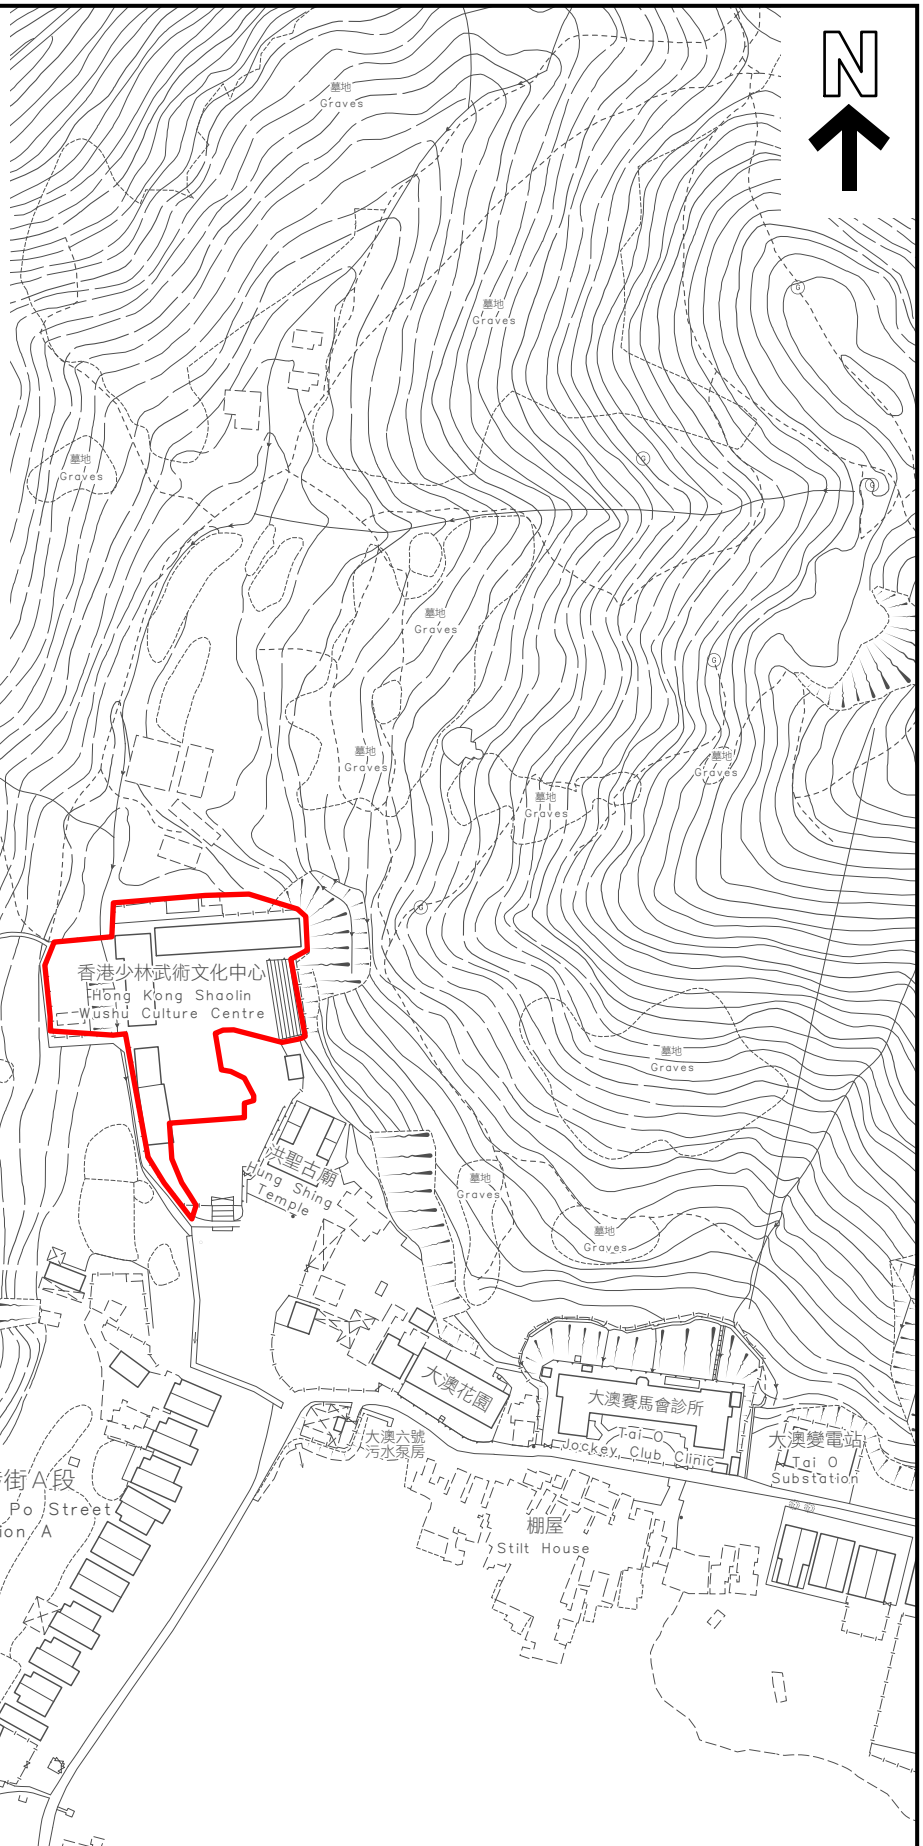 N
墓地
Graves
G
墓地
Graves
G
墓地
Graves
G
墓地
Graves
G
墓地
Graves
墓地
Graves
墓地
Graves
G
香港少林武術文化中心
Hong Kong Shaolin
Wushu Culture Centre
墓地
Graves
洪聖古廟
Hung Shing
Temple
墓地
Graves
墓地
Graves
大澳花園
大澳賽馬會診所
Tai O
Jockey Club Clinic
大澳六號
污水泵房
大澳變電站
Tai O
Substation
街A段
Po Street
ion A
棚屋
Stilt House